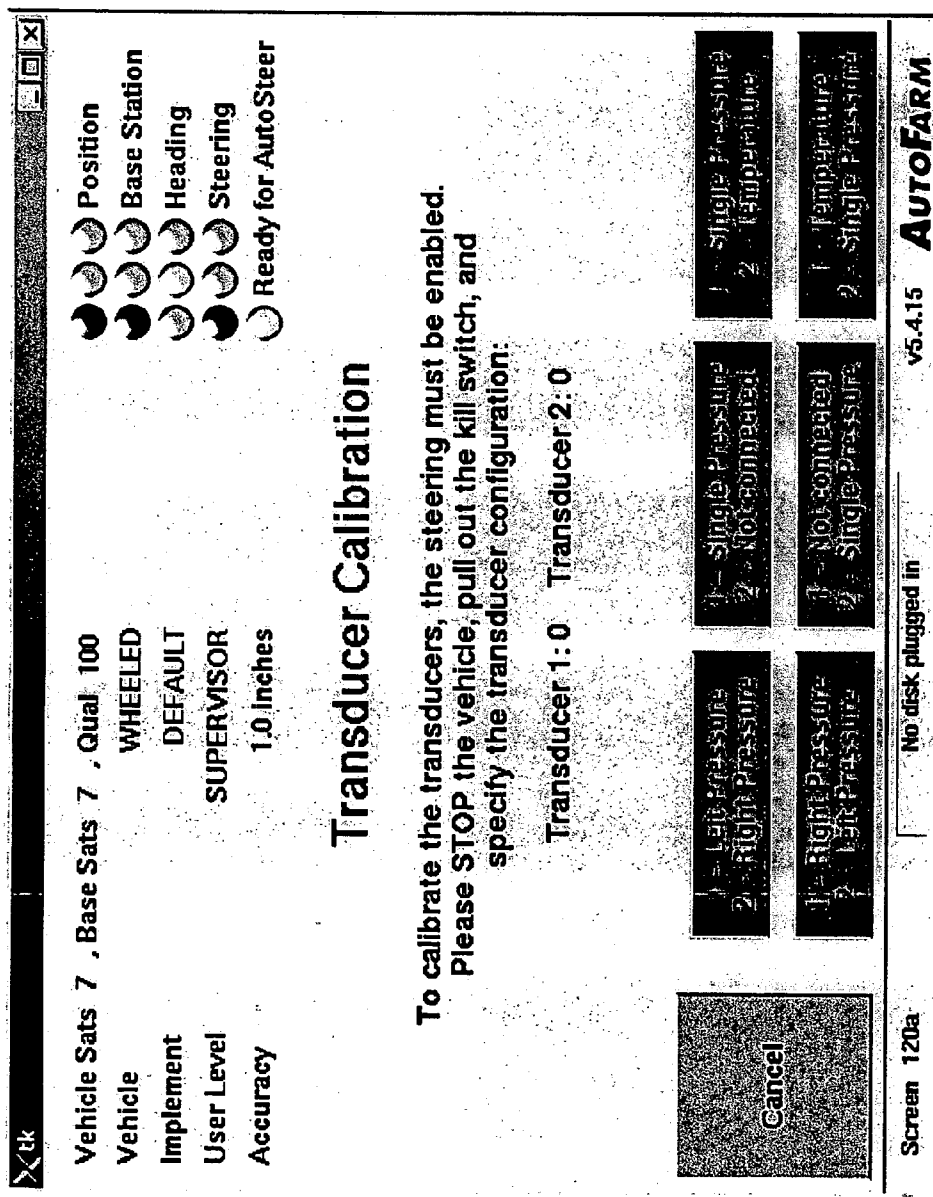 tk
Vehicle Sats 7 , Base Sats 7 , Qual 100
Vehicle WHEELED
Implement DEFAULT
User Level SUPERVISOR
Accuracy 1.0 Inches
Position
Base Station
Heading
Steering
Ready for AutoSteer
Transducer Calibration
To calibrate the transducers, the steering must be enabled.
Please STOP the vehicle, pull out the kill switch, and
specify the transducer configuration:
Transducer 1: 0 Transducer 2: 0
Cancel
1 - Left Pressure
2 - Right Pressure
1 - Single Pressure
2 - Not connected
1 - Single Pressure
2 - Temperature
1 - Right Pressure
2 - Left Pressure
1 - Not connected
2 - Single Pressure
1 - Temperature
2 - Single Pressure
Screen 120a
No disk plugged in
v5.4.15
AUTOFARM